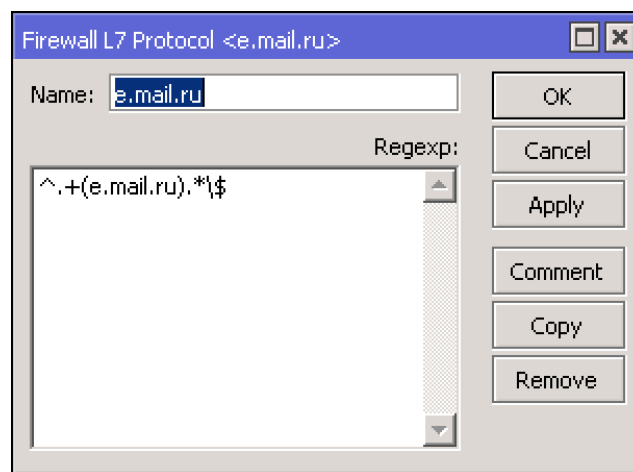 Firewall L7 Protocol <e.mail.ru>
Name: e.mail.ru
Regexp:
^.+(e.mail.ru).*\$
OK
Cancel
Apply
Comment
Copy
Remove